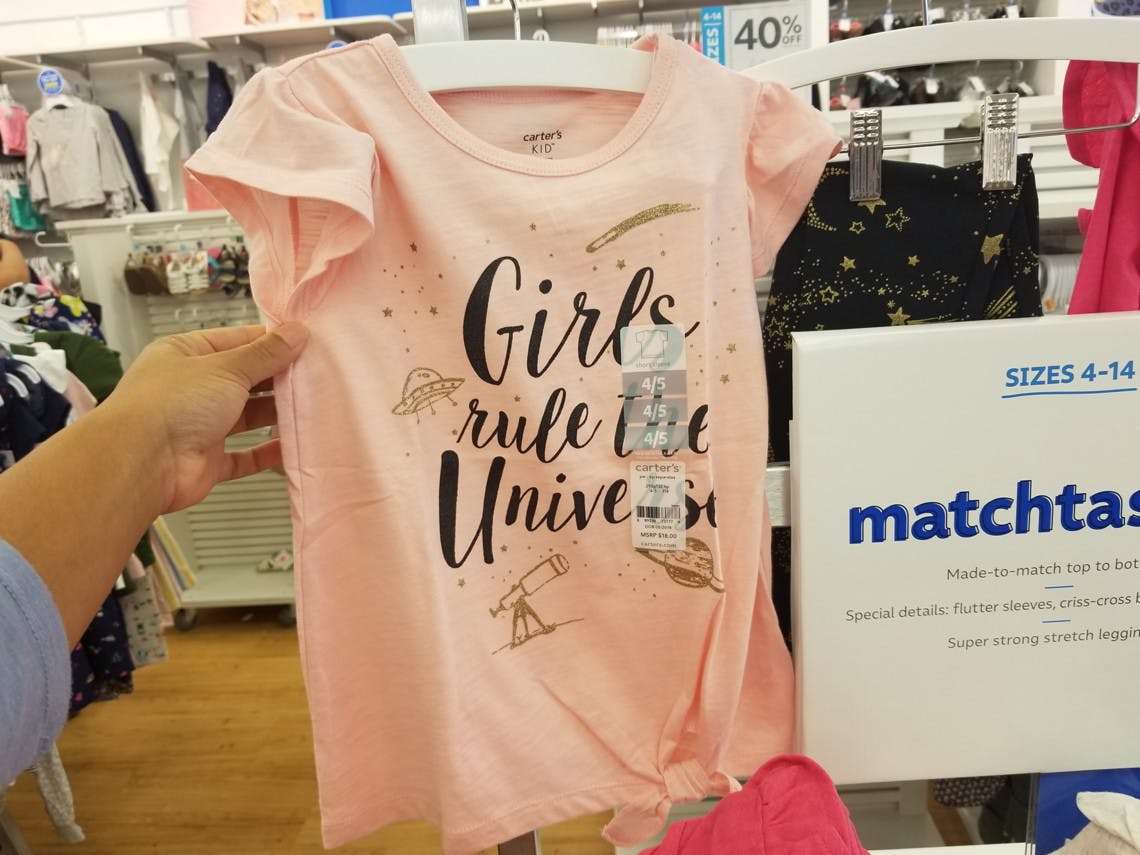 SIZES
4-14
40%
OFF
carter's
KID
Girls
rule the
Universe
short sleeve
4/5
4/5
4/5
carter's
MSRP $18.00
carters.com
SIZES 4-14
matchtas
Made-to-match top to bot
Special details: flutter sleeves, criss-cross b
Super strong stretch leggin